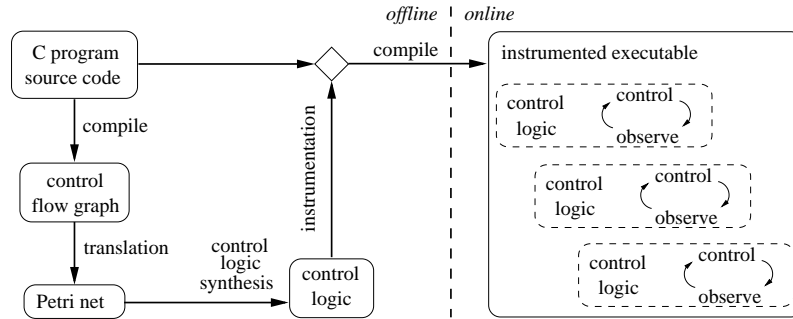 offline
online
C program
source code
compile
instrumented executable
compile
control
flow graph
translation
Petri net
control
logic
synthesis
instrumentation
control
logic
control
logic
control
observe
control
logic
control
observe
control
logic
control
observe